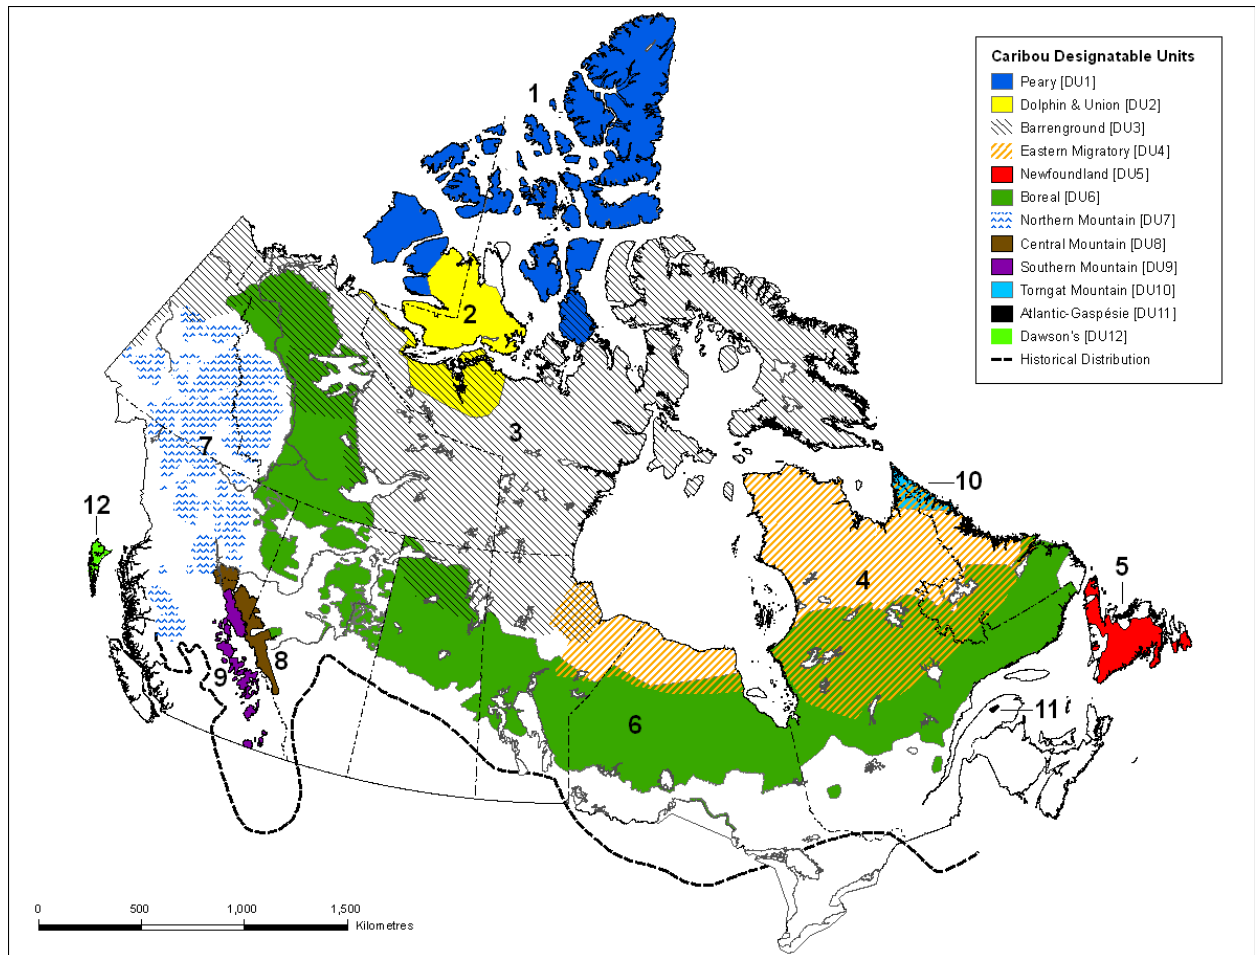 Caribou Designatable Units
Peary [DU1]
Dolphin & Union [DU2]
Barrenground [DU3]
Eastern Migratory [DU4]
Newfoundland [DU5]
Boreal [DU6]
Northern Mountain [DU7]
Central Mountain [DU8]
Southern Mountain [DU9]
Torngat Mountain [DU10]
Atlantic-Gaspésie [DU11]
Dawson's [DU12]
Historical Distribution
1
2
3
7
10
12
4
5
8
9
11
6
0 500 1,000 1,500
Kilometres